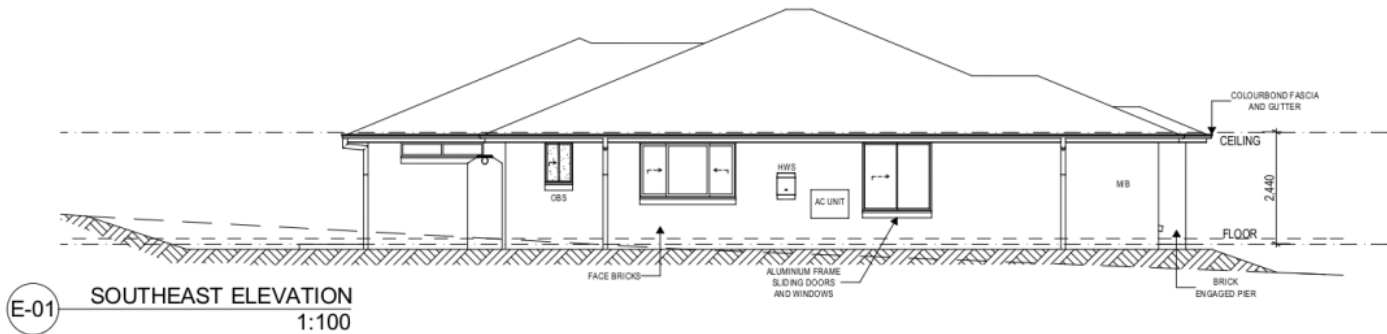 COLOURBOND FASCIA
AND GUTTER
CEILING
HWS
OBS
AC UNIT
M/B
2,440
FLOOR
FACE BRICKS
ALUMINIUM FRAME
SLIDING DOORS
AND WINDOWS
BRICK
ENGAGED PIER
E-01
SOUTHEAST ELEVATION
1:100